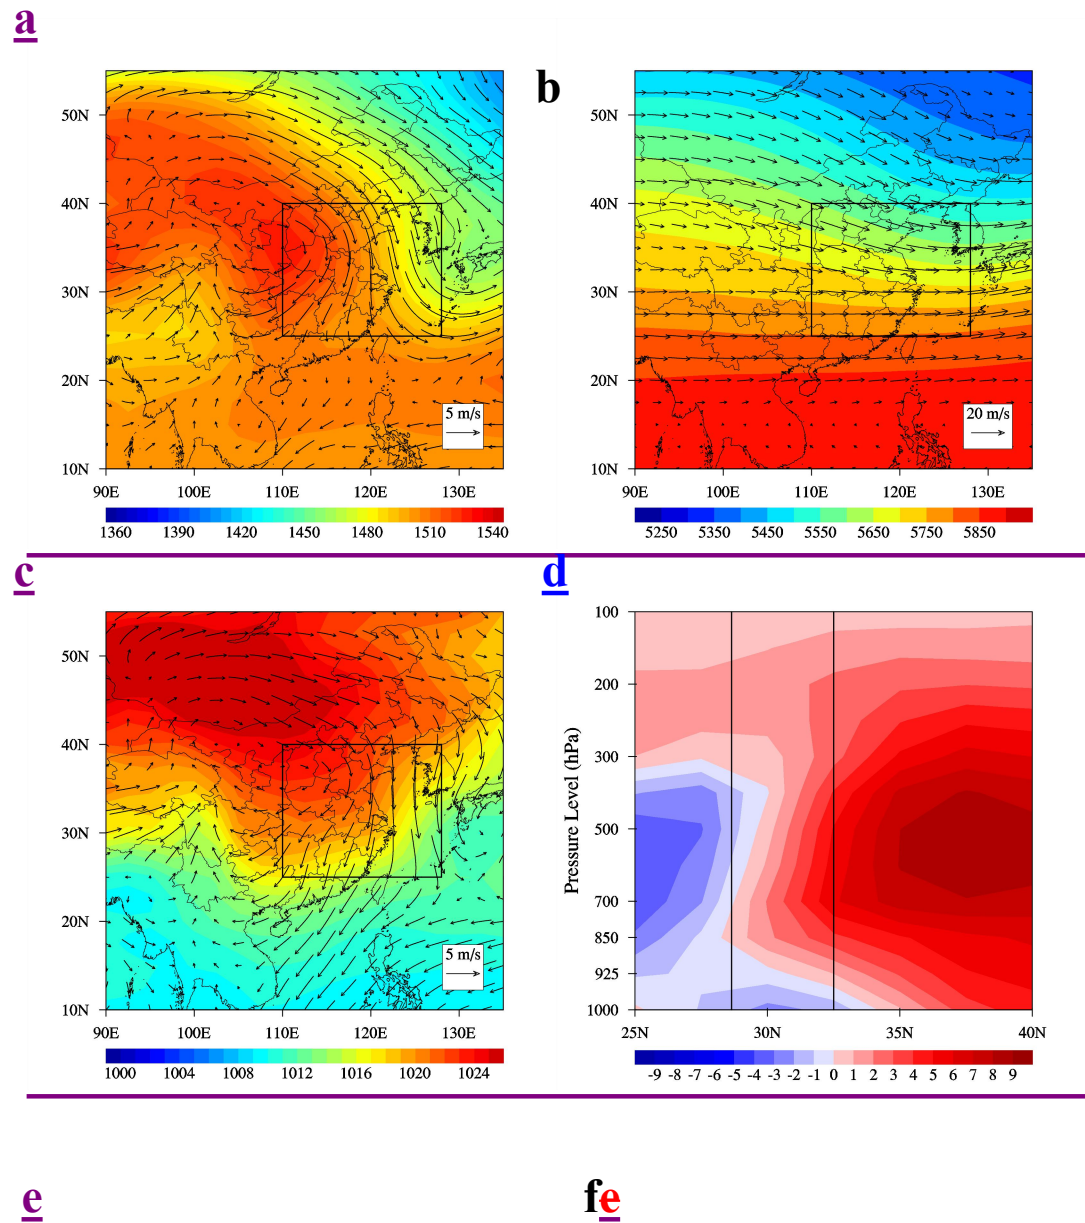 a
b
50N
40N
30N
20N
10N
90E 100E 110E 120E 130E
5 m/s
1360 1390 1420 1450 1480 1510 1540
50N
40N
30N
20N
10N
90E 100E 110E 120E 130E
20 m/s
5250 5350 5450 5550 5650 5750 5850
c
d
50N
40N
30N
20N
10N
90E 100E 110E 120E 130E
5 m/s
1000 1004 1008 1012 1016 1020 1024
Pressure Level (hPa)
100
200
300
500
700
850
925
1000
25N 30N 35N 40N
-9 -8 -7 -6 -5 -4 -3 -2 -1 0 1 2 3 4 5 6 7 8 9
e
fe